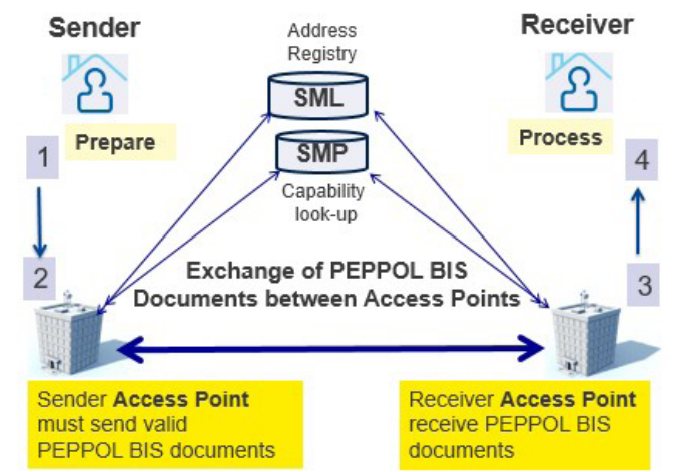 Sender
Receiver
Address
Registry
SML
Prepare
Process
SMP
1
4
Capability
look-up
2
3
Exchange of PEPPOL BIS
Documents between Access Points
Sender Access Point
must send valid
PEPPOL BIS documents
Receiver Access Point
receive PEPPOL BIS
documents